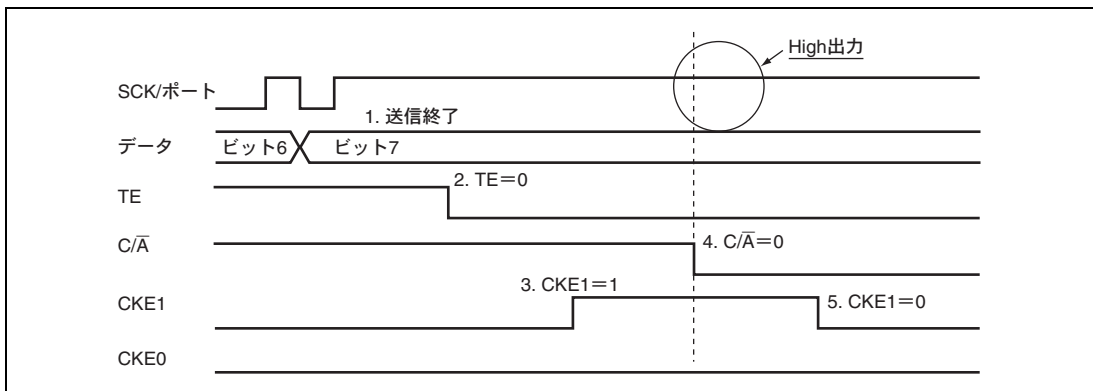 High出力
SCK/ポート
1. 送信終了
データ
ビット6
ビット7
2. TE=0
TE
C/A̅
4. C/A̅=0
3. CKE1=1
CKE1
5. CKE1=0
CKE0